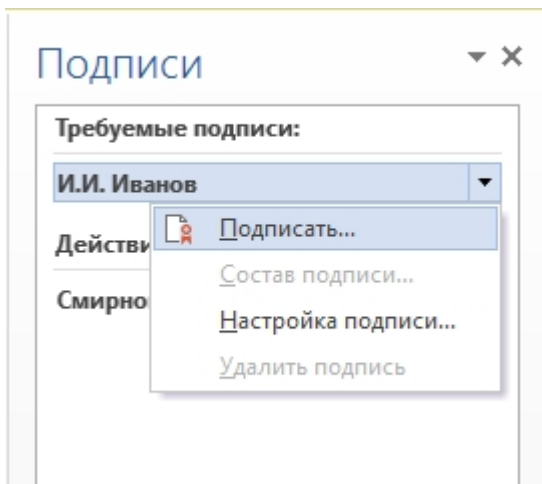 Подписи
Требуемые подписи:
И.И. Иванов
Подписать...
Состав подписи...
Настройка подписи...
Удалить подпись